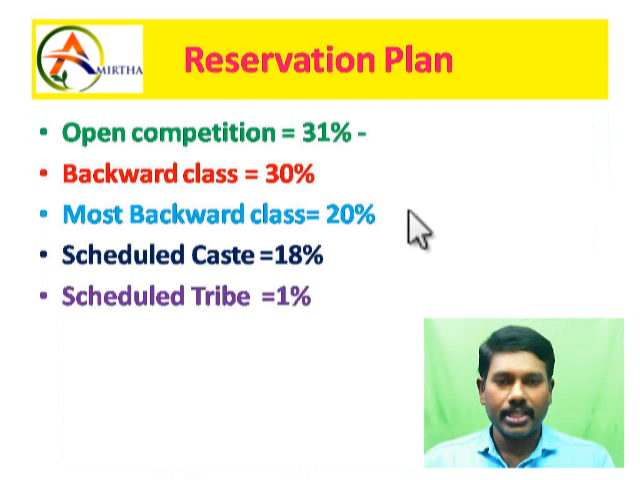 AMIRTHA
Reservation Plan
• Open competition = 31% -
• Backward class = 30%
• Most Backward class= 20%
• Scheduled Caste =18%
• Scheduled Tribe =1%